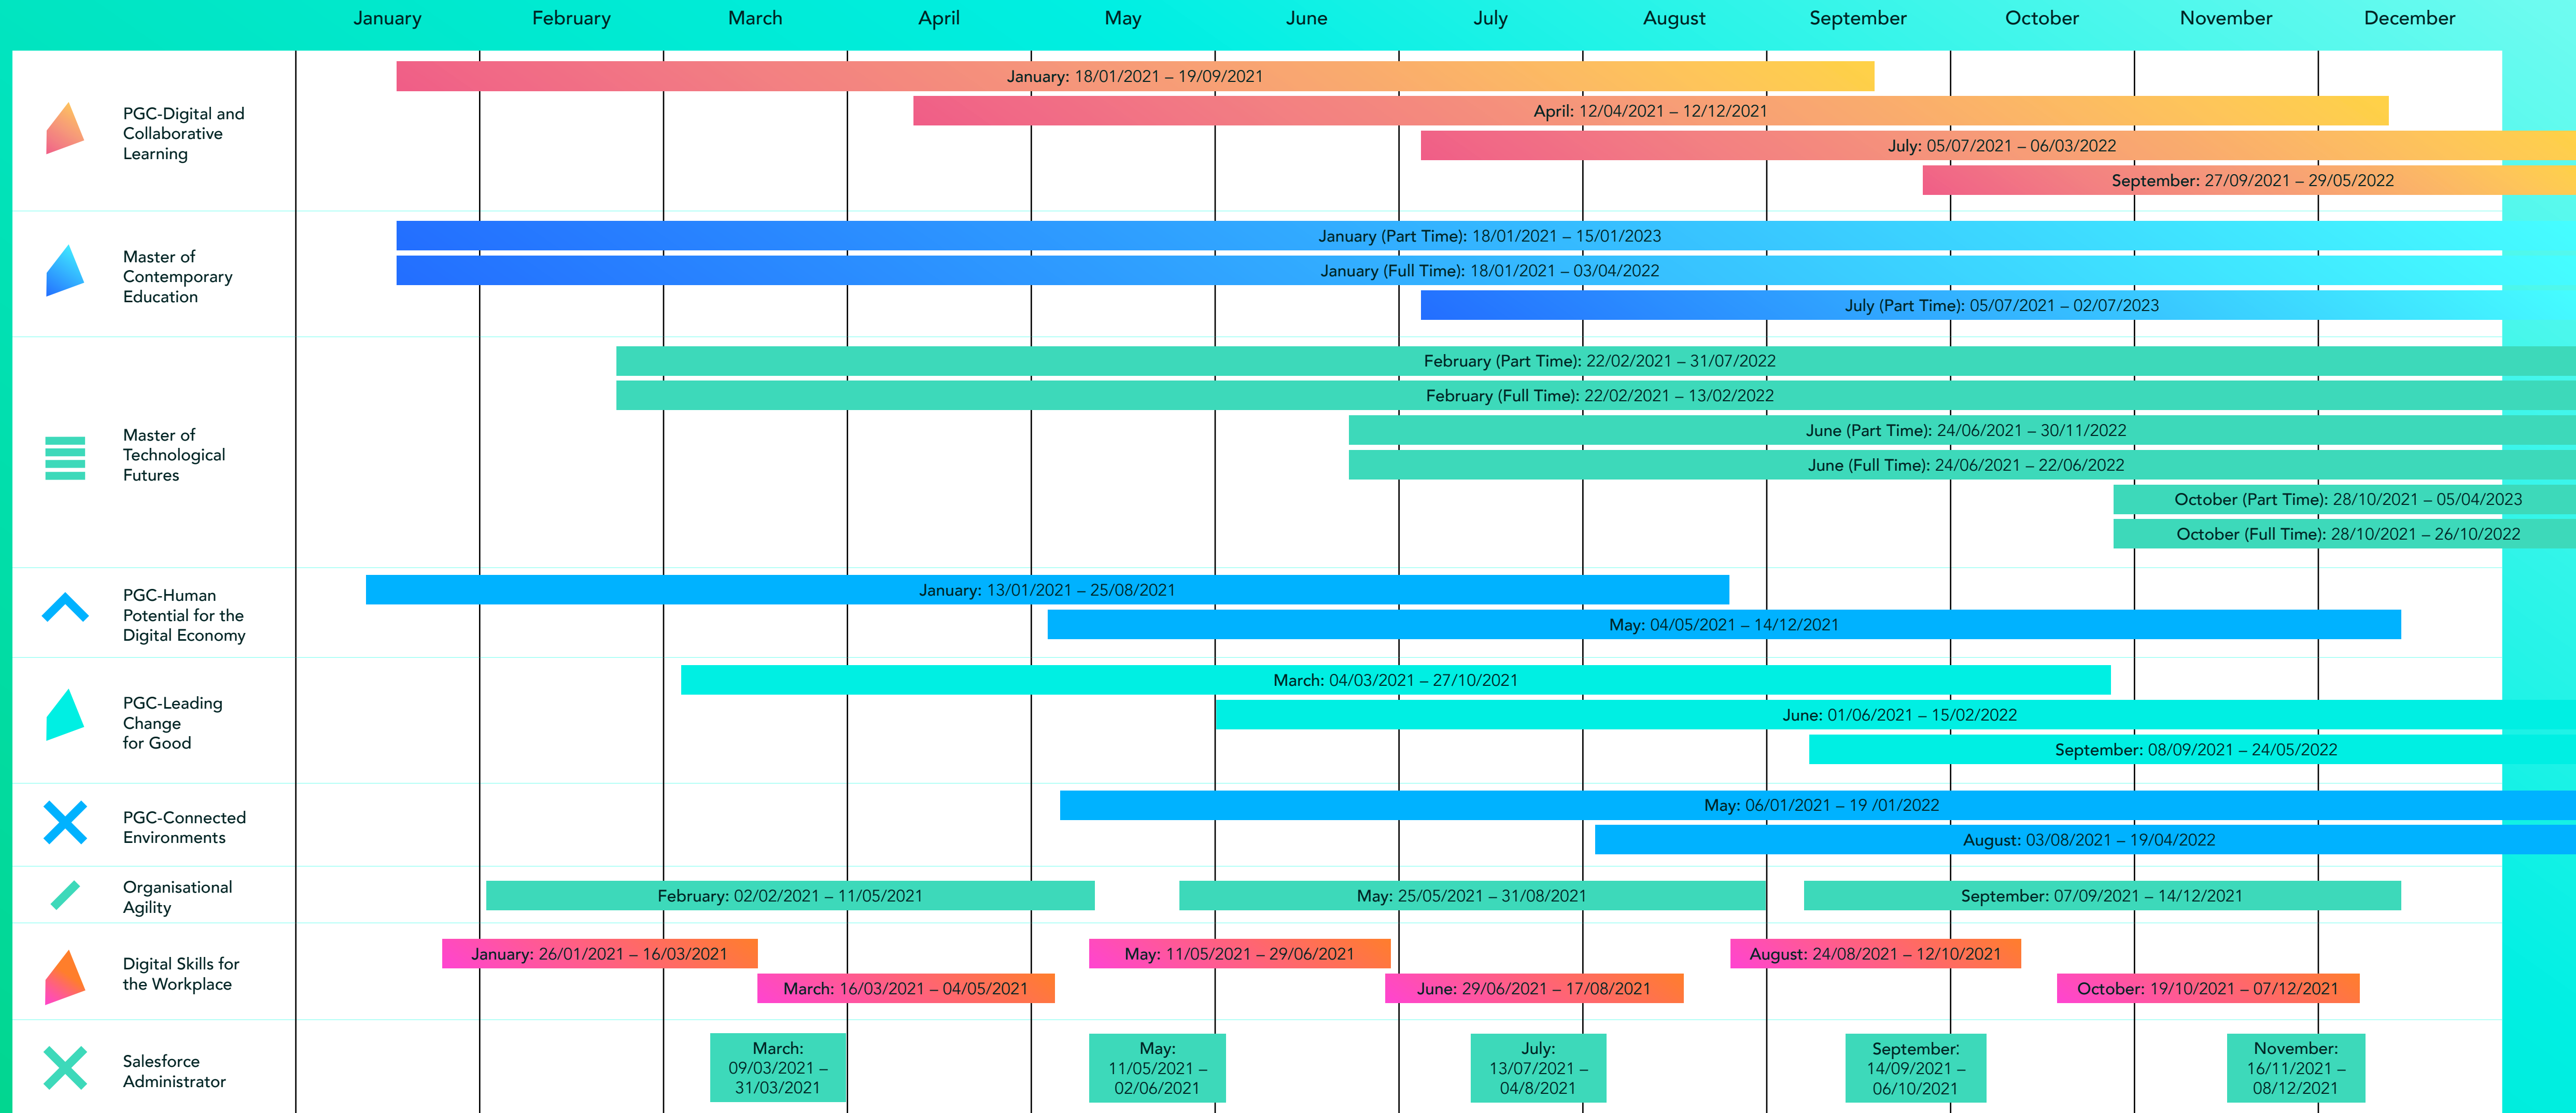 January February March April May June July August September October November December
PGC-Digital and
Collaborative
Learning
January: 18/01/2021 – 19/09/2021
April: 12/04/2021 – 12/12/2021
July: 05/07/2021 – 06/03/2022
September: 27/09/2021 – 29/05/2022
Master of
Contemporary
Education
January (Part Time): 18/01/2021 – 15/01/2023
January (Full Time): 18/01/2021 – 03/04/2022
July (Part Time): 05/07/2021 – 02/07/2023
Master of
Technological
Futures
February (Part Time): 22/02/2021 – 31/07/2022
February (Full Time): 22/02/2021 – 13/02/2022
June (Part Time): 24/06/2021 – 30/11/2022
June (Full Time): 24/06/2021 – 22/06/2022
October (Part Time): 28/10/2021 – 05/04/2023
October (Full Time): 28/10/2021 – 26/10/2022
PGC-Human
Potential for the
Digital Economy
January: 13/01/2021 – 25/08/2021
May: 04/05/2021 – 14/12/2021
PGC-Leading
Change
for Good
March: 04/03/2021 – 27/10/2021
June: 01/06/2021 – 15/02/2022
September: 08/09/2021 – 24/05/2022
PGC-Connected
Environments
May: 06/01/2021 – 19 /01/2022
August: 03/08/2021 – 19/04/2022
Organisational
Agility
February: 02/02/2021 – 11/05/2021
May: 25/05/2021 – 31/08/2021
September: 07/09/2021 – 14/12/2021
Digital Skills for
the Workplace
January: 26/01/2021 – 16/03/2021
May: 11/05/2021 – 29/06/2021
August: 24/08/2021 – 12/10/2021
March: 16/03/2021 – 04/05/2021
June: 29/06/2021 – 17/08/2021
October: 19/10/2021 – 07/12/2021
Salesforce
Administrator
March:
09/03/2021 –
31/03/2021
May:
11/05/2021 –
02/06/2021
July:
13/07/2021 –
04/8/2021
September:
14/09/2021 –
06/10/2021
November:
16/11/2021 –
08/12/2021